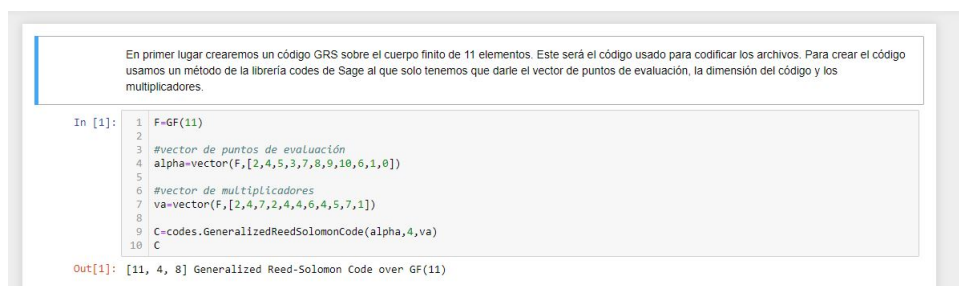 En primer lugar crearemos un código GRS sobre el cuerpo finito de 11 elementos. Este será el código usado para codificar los archivos. Para crear el código
usamos un método de la librería codes de Sage al que solo tenemos que darle el vector de puntos de evaluación, la dimensión del código y los
multiplicadores.
In [1]: 1 F=GF(11)
2
3 #vector de puntos de evaluación
4 alpha=vector(F,[2,4,5,3,7,8,9,10,6,1,0])
5
6 #vector de multiplicadores
7 va=vector(F,[2,4,7,2,4,4,6,4,5,7,1])
8
9 C=codes.GeneralizedReedSolomonCode(alpha,4,va)
10 C
Out[1]: [11, 4, 8] Generalized Reed-Solomon Code over GF(11)